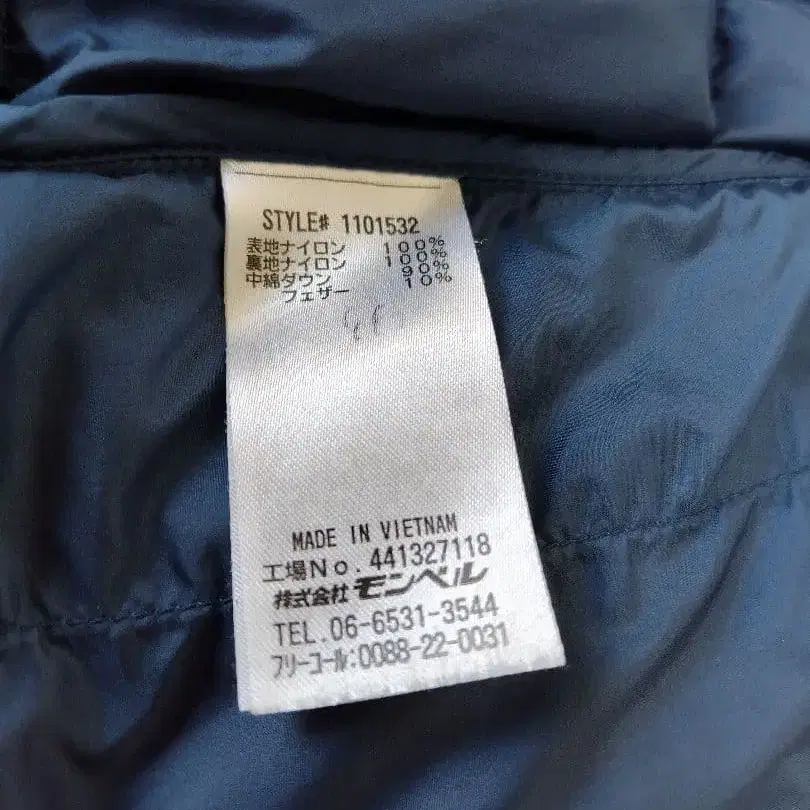 STYLE# 1101532
表地ナイロン 100%
裏地ナイロン 100%
中綿ダウン 90%
フェザー 10%
MADE IN VIETNAM
工場No.441327118
株式会社モンベル
TEL.06-6531-3544
フリーコール:0088-22-0031